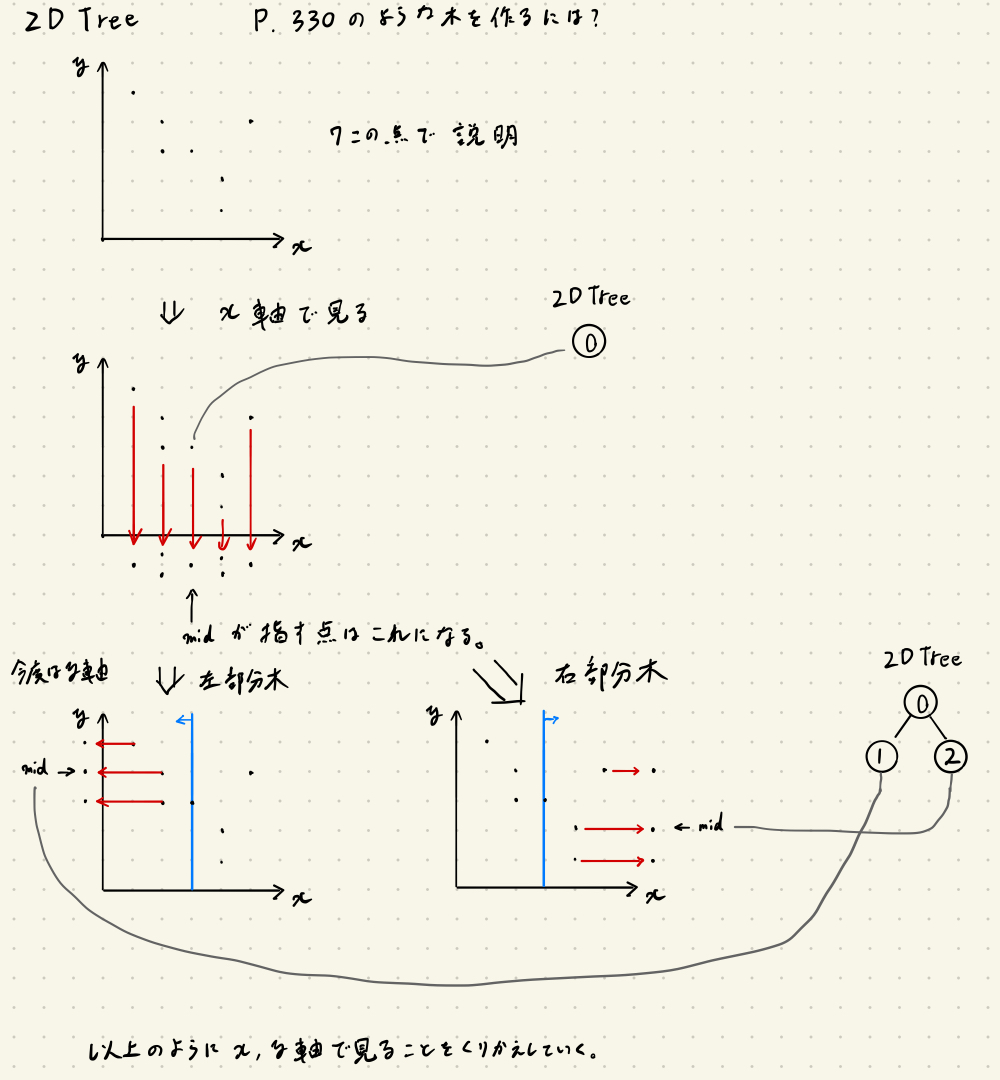 2D Tree
P. 330 のような木を作るには?
y
7この点で説明
x
x 軸で見る
2D Tree
0
y
x
mid が指す点はこれになる。
今度はy軸
左部分木
右部分木
2D Tree
0
1
2
y
mid
x
y
mid
x
以上のように x, y軸で見ることをくりかえしていく。